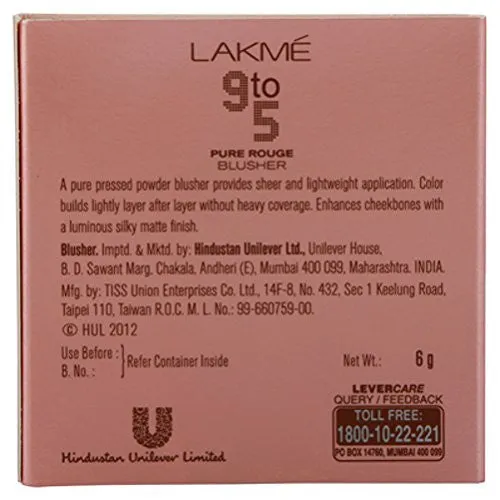 LAKMÉ
9 to 5
PURE ROUGE
BLUSHER
A pure pressed powder blusher provides sheer and lightweight application. Color
builds lightly layer after layer without heavy coverage. Enhances cheekbones with
a luminous silky matte finish.
Blusher. Imptd. & Mktd. by: Hindustan Unilever Ltd., Unilever House,
B. D. Sawant Marg, Chakala, Andheri (E), Mumbai 400 099, Maharashtra. INDIA.
Mfg. by: TISS Union Enterprises Co. Ltd., 14F-8, No. 432, Sec 1 Keelung Road,
Taipei 110, Taiwan R.O.C. M. L. No.: 99-660759-00.
© HUL 2012
Use Before :
B. No. : } Refer Container Inside
Net Wt.: 6 g
LEVERCARE
QUERY / FEEDBACK
TOLL FREE:
1800-10-22-221
PO BOX 14760, MUMBAI 400 099
Hindustan Unilever Limited